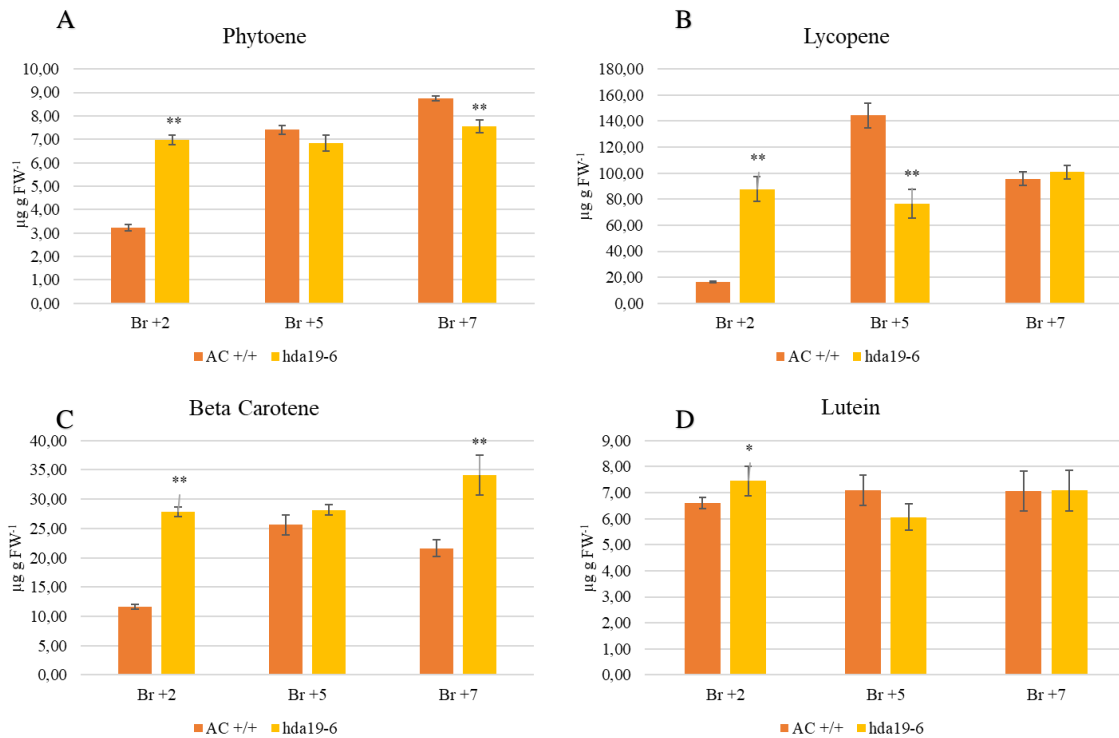 A
Phytoene
µg g FW-1
10,00
9,00
8,00
7,00
6,00
5,00
4,00
3,00
2,00
1,00
0,00
**
**
Br +2 Br +5 Br +7
AC +/+ hda19-6
B
Lycopene
µg g FW-1
180,00
160,00
140,00
120,00
100,00
80,00
60,00
40,00
20,00
0,00
**
**
Br +2 Br +5 Br +7
AC +/+ hda19-6
C
Beta Carotene
µg g FW-1
40,00
35,00
30,00
25,00
20,00
15,00
10,00
5,00
0,00
**
**
Br +2 Br +5 Br +7
AC +/+ hda19-6
D
Lutein
µg g FW-1
9,00
8,00
7,00
6,00
5,00
4,00
3,00
2,00
1,00
0,00
*
Br +2 Br +5 Br +7
AC +/+ hda19-6